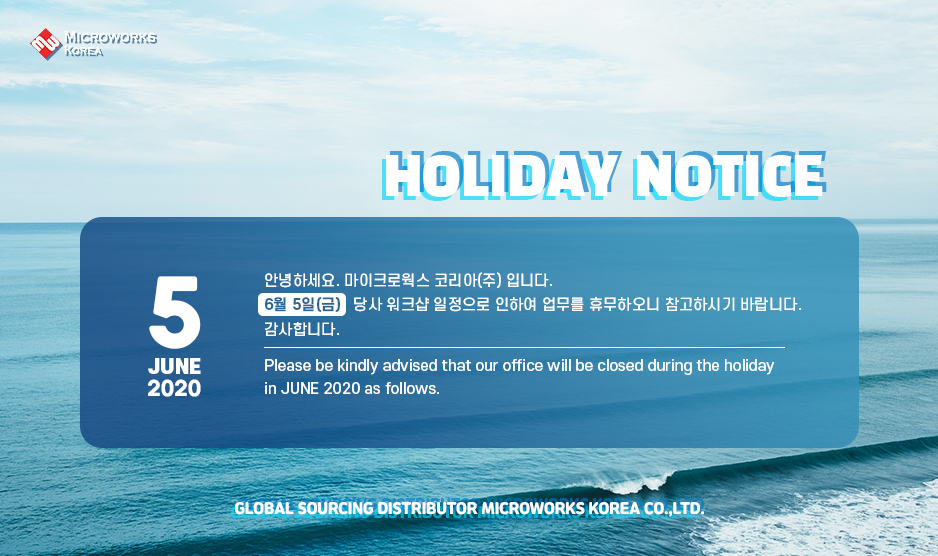 MICROWORKS
KOREA
HOLIDAY NOTICE
5
JUNE
2020
안녕하세요. 마이크로웍스 코리아(주) 입니다.
6월 5일(금) 당사 워크샵 일정으로 인하여 업무를 휴무하오니 참고하시기 바랍니다.
감사합니다.
Please be kindly advised that our office will be closed during the holiday
in JUNE 2020 as follows.
GLOBAL SOURCING DISTRIBUTOR MICROWORKS KOREA CO.,LTD.